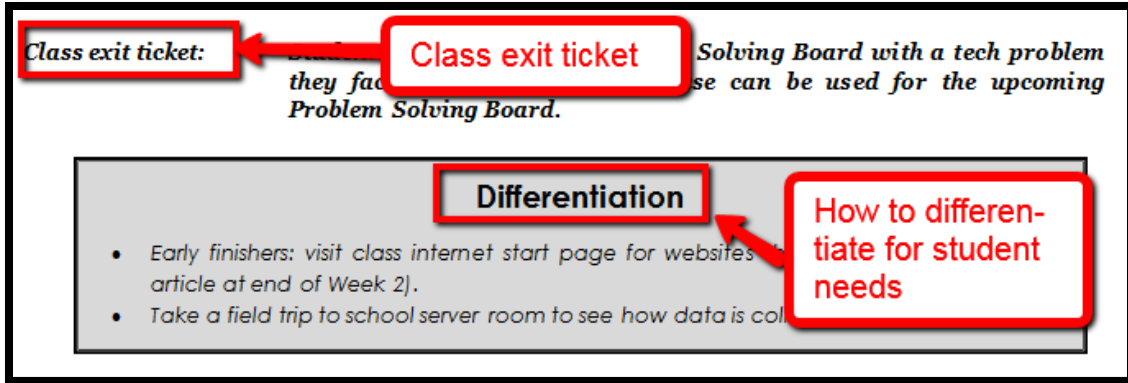 Class exit ticket:
Class exit ticket
Solving Board with a tech problem
they se can be used for the upcoming
Problem Solving Board.
Differentiation
How to differen-
tiate for student
needs
• Early finishers: visit class internet start page for websites
article at end of Week 2).
• Take a field trip to school server room to see how data is